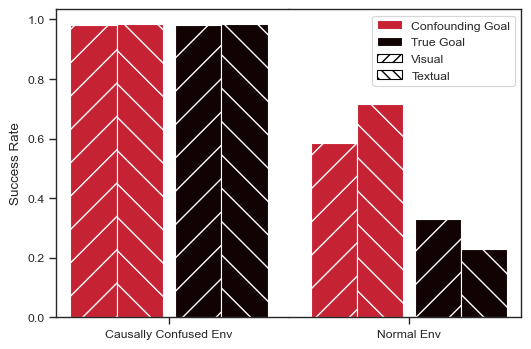 Success Rate
1.0
0.8
0.6
0.4
0.2
0.0
Confounding Goal
True Goal
Visual
Textual
Causally Confused Env
Normal Env